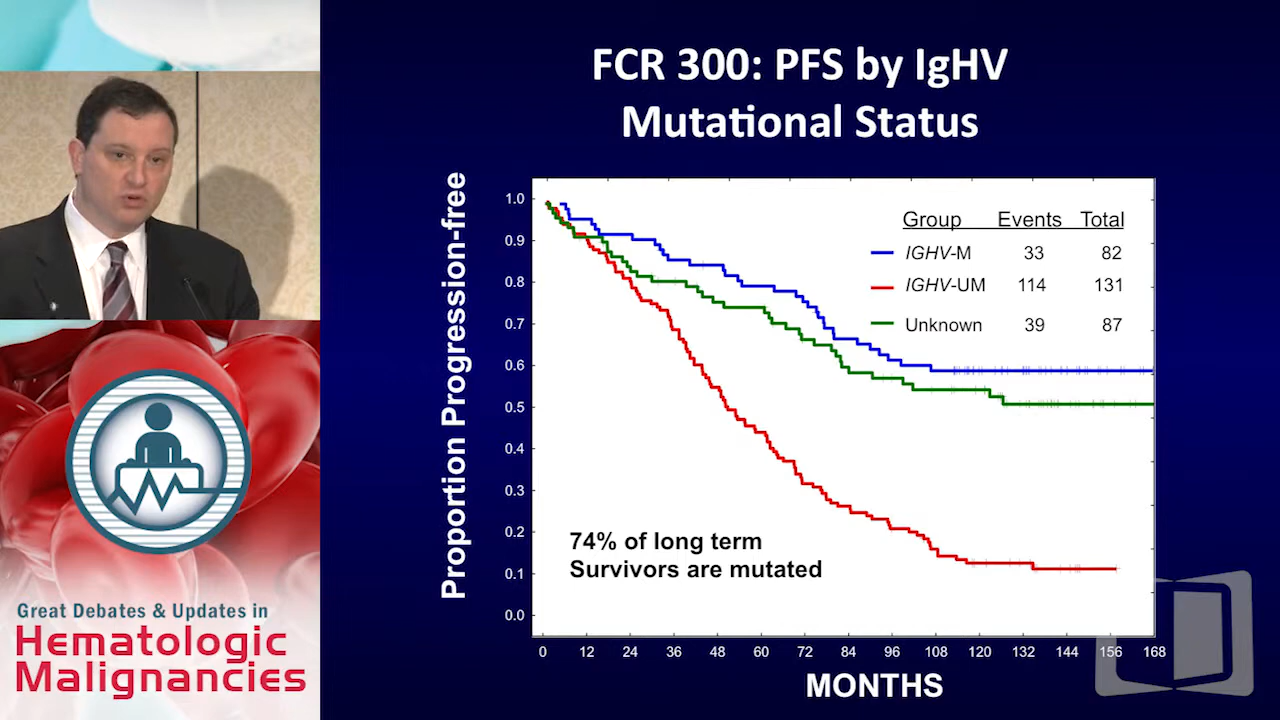 FCR 300: PFS by IgHV
Mutational Status
Proportion Progression-free
1.0
0.9
0.8
0.7
0.6
0.5
0.4
0.3
0.2
0.1
0.0
Group Events Total
IGHV-M 33 82
IGHV-UM 114 131
Unknown 39 87
74% of long term
Survivors are mutated
0 12 24 36 48 60 72 84 96 108 120 132 144 156 168
MONTHS
Great Debates & Updates in
Hematologic
Malignancies